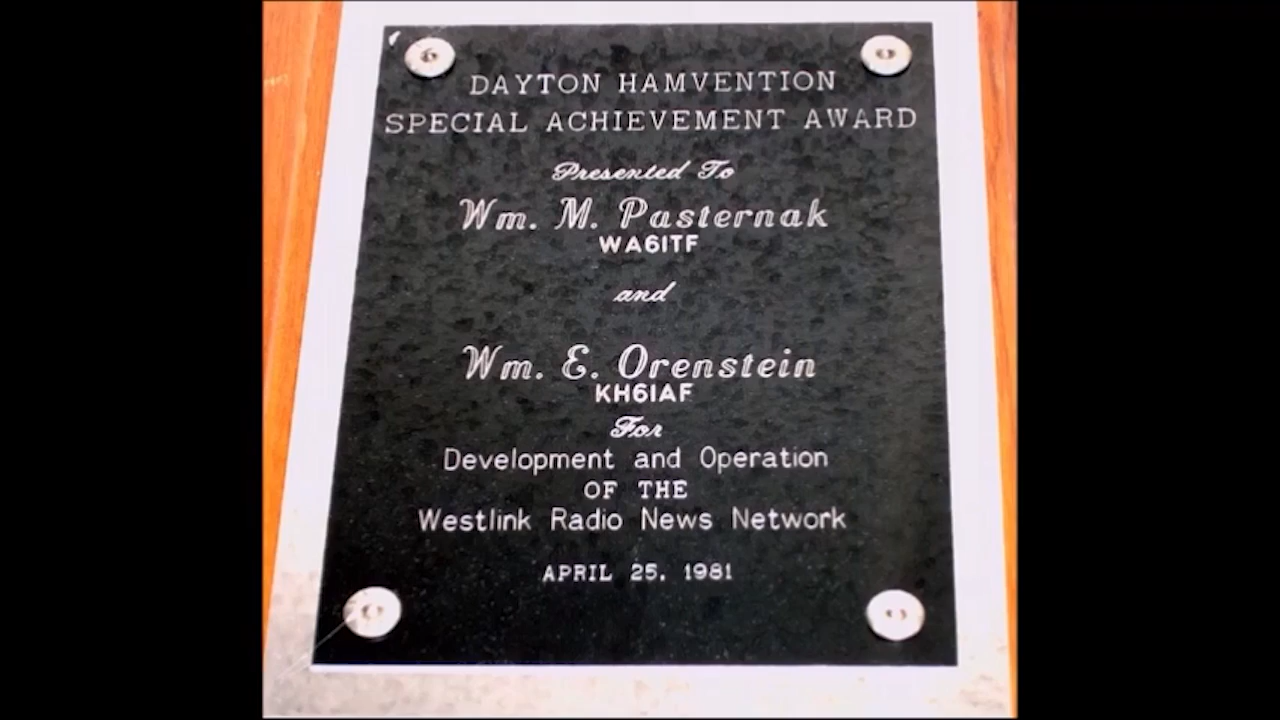 DAYTON HAMVENTION
SPECIAL ACHIEVEMENT AWARD
Presented To
Wm. M. Pasternak
WA6ITF
and
Wm. E. Orenstein
KH6IAF
For
Development and Operation
OF THE
Westlink Radio News Network
APRIL 25, 1981